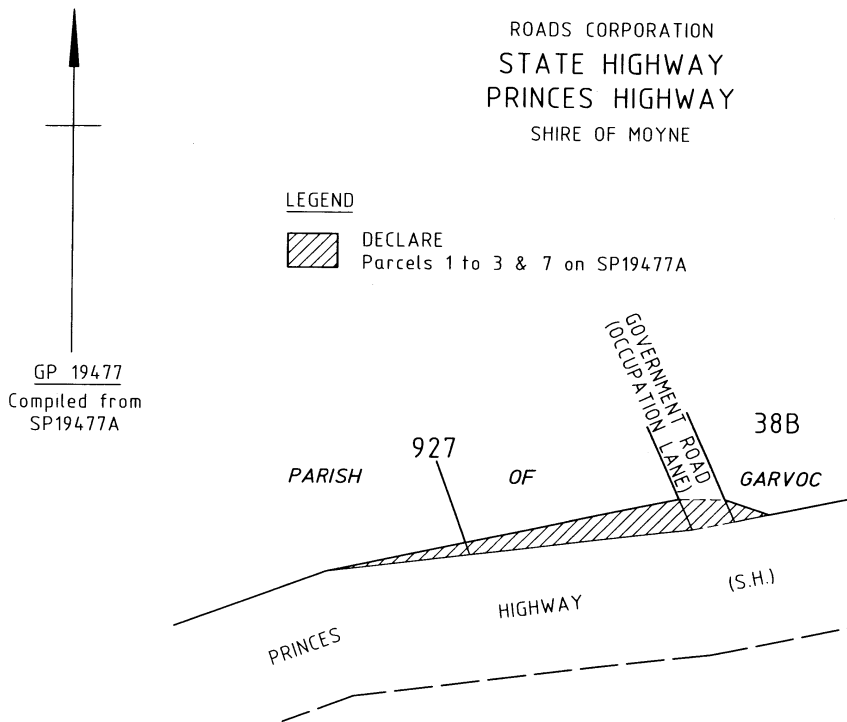 ROADS CORPORATION
STATE HIGHWAY
PRINCES HIGHWAY
SHIRE OF MOYNE
LEGEND
DECLARE
Parcels 1 to 3 & 7 on SP19477A
GP 19477
Compiled from
SP19477A
GOVERNMENT ROAD
(OCCUPATION LANE)
927
38B
PARISH OF GARVOC
PRINCES HIGHWAY (S.H.)